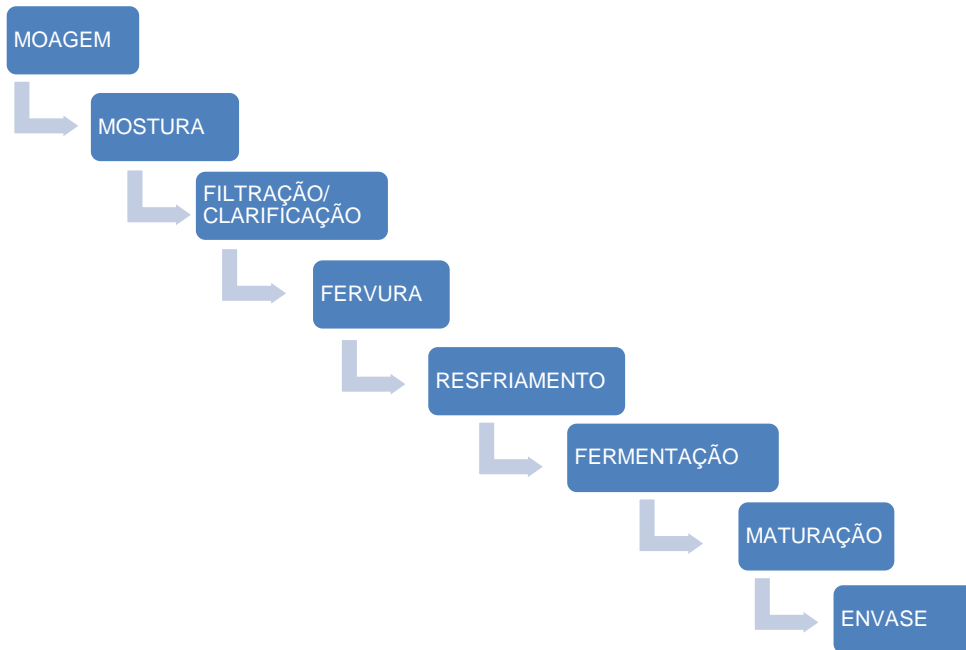 MOAGEM
MOSTURA
FILTRAÇÃO/
CLARIFICAÇÃO
FERVURA
RESFRIAMENTO
FERMENTAÇÃO
MATURAÇÃO
ENVASE